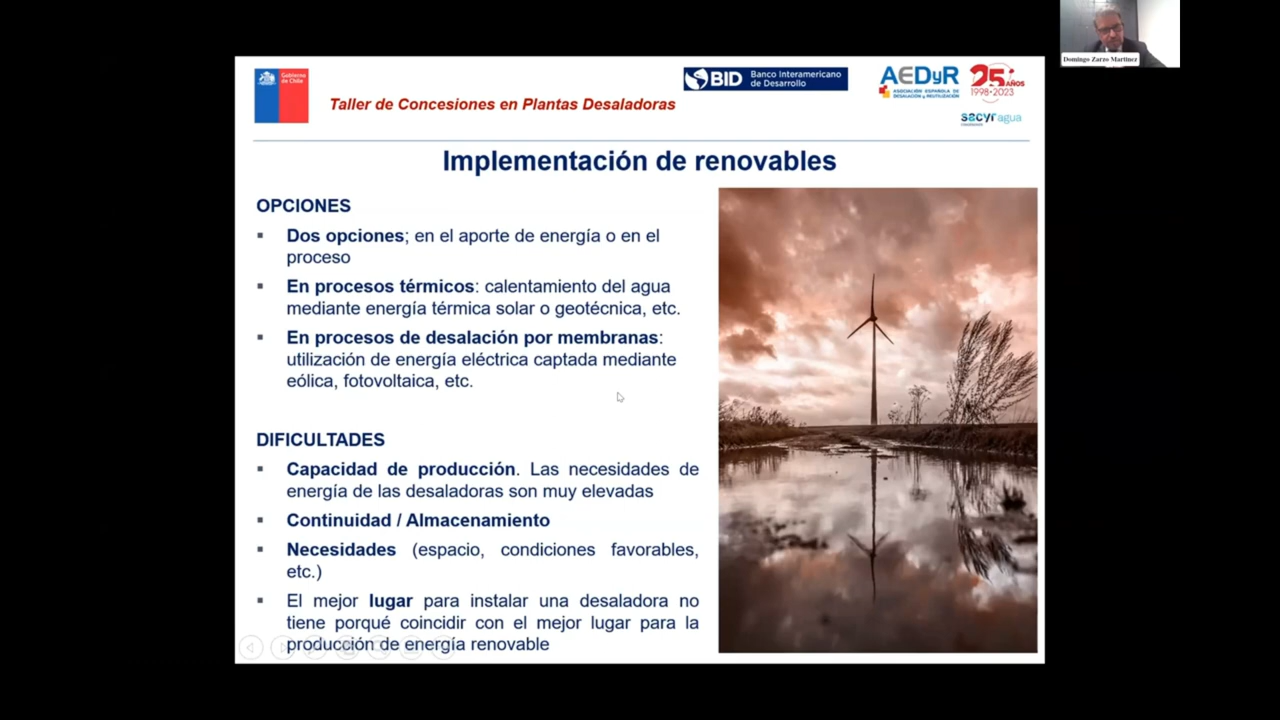 Domingo Zarzo Martínez
Gobierno
de Chile
Taller de Concesiones en Plantas Desaladoras
BID
Banco Interamericano
de Desarrollo
AEDyR
ASOCIACIÓN ESPAÑOLA DE
DESALACIÓN y REUTILIZACIÓN
25 AÑOS
1998-2023
sacyr agua
Implementación de renovables
OPCIONES
▪ Dos opciones; en el aporte de energía o en el
proceso
▪ En procesos térmicos: calentamiento del agua
mediante energía térmica solar o geotécnica, etc.
▪ En procesos de desalación por membranas:
utilización de energía eléctrica captada mediante
eólica, fotovoltaica, etc.
DIFICULTADES
▪ Capacidad de producción. Las necesidades de
energía de las desaladoras son muy elevadas
▪ Continuidad / Almacenamiento
▪ Necesidades (espacio, condiciones favorables,
etc.)
▪ El mejor lugar para instalar una desaladora no
tiene porqué coincidir con el mejor lugar para la
producción de energía renovable